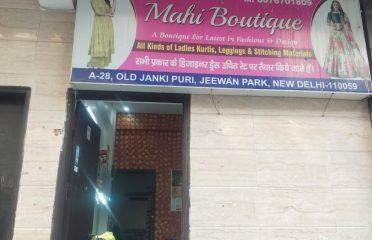 M: 8676701809
Mahi Boutique
A Boutique For Latest in Fashions & Design
All Kinds of Ladies Kurtis, Leggings & Stitching Materials
सभी प्रकार के डिजाइनर ड्रेस उचित रेट पर तैयार किये जाते हैं।
A-28, OLD JANKI PURI, JEEWAN PARK, NEW DELHI-110059